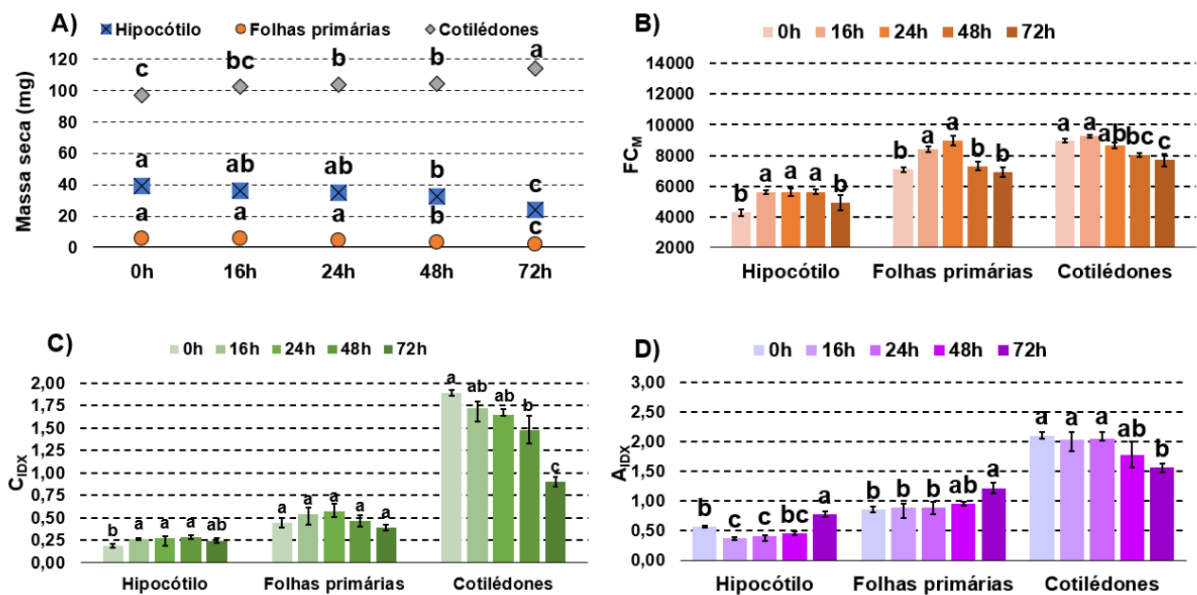 A)
Hipocótilo Folhas primárias Cotilédones
Massa seca (mg)
120
100
80
60
40
20
0
c bc b b a
a ab ab b c
a a a b c
0h 16h 24h 48h 72h
B)
0h 16h 24h 48h 72h
FCM
14000
12000
10000
8000
6000
4000
2000
b a a a b
b a a b b
a a ab bc c
Hipocótilo Folhas primárias Cotilédones
C)
0h 16h 24h 48h 72h
CIDX
2,00
1,75
1,50
1,25
1,00
0,75
0,50
0,25
0,00
b a a a ab
a a a a a
a ab ab b c
Hipocótilo Folhas primárias Cotilédones
D)
0h 16h 24h 48h 72h
AIDX
3,00
2,50
2,00
1,50
1,00
0,50
0,00
b c c bc a
b b b ab a
a a a ab b
Hipocótilo Folhas primárias Cotilédones